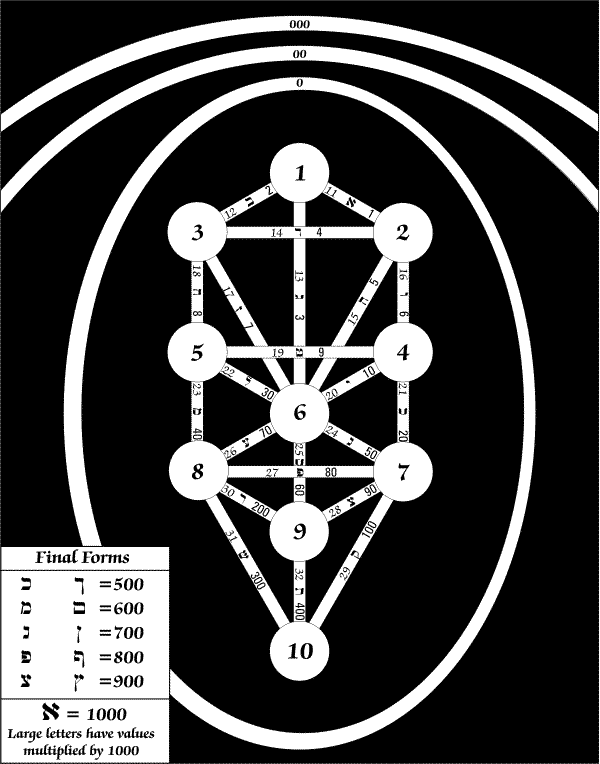 000
00
0
1
12 ב 2
11 א 1
3
14 ד 4
2
18 ח 8
17 ז 7
13 ג 3
15 ה 5
16 ו 6
5
19 ט 9
4
22 ל 30
20 י 10
23 מ 40
6
21 כ 20
26 ע 70
24 נ 50
25 ס 60
8
27 פ 80
7
30 ר 200
28 צ 90
9
31 ש 300
32 ת 400
29 ק 100
10
Final Forms
כ ך =500
מ ם =600
נ ן =700
פ ף =800
צ ץ =900
א = 1000
Large letters have values
multiplied by 1000